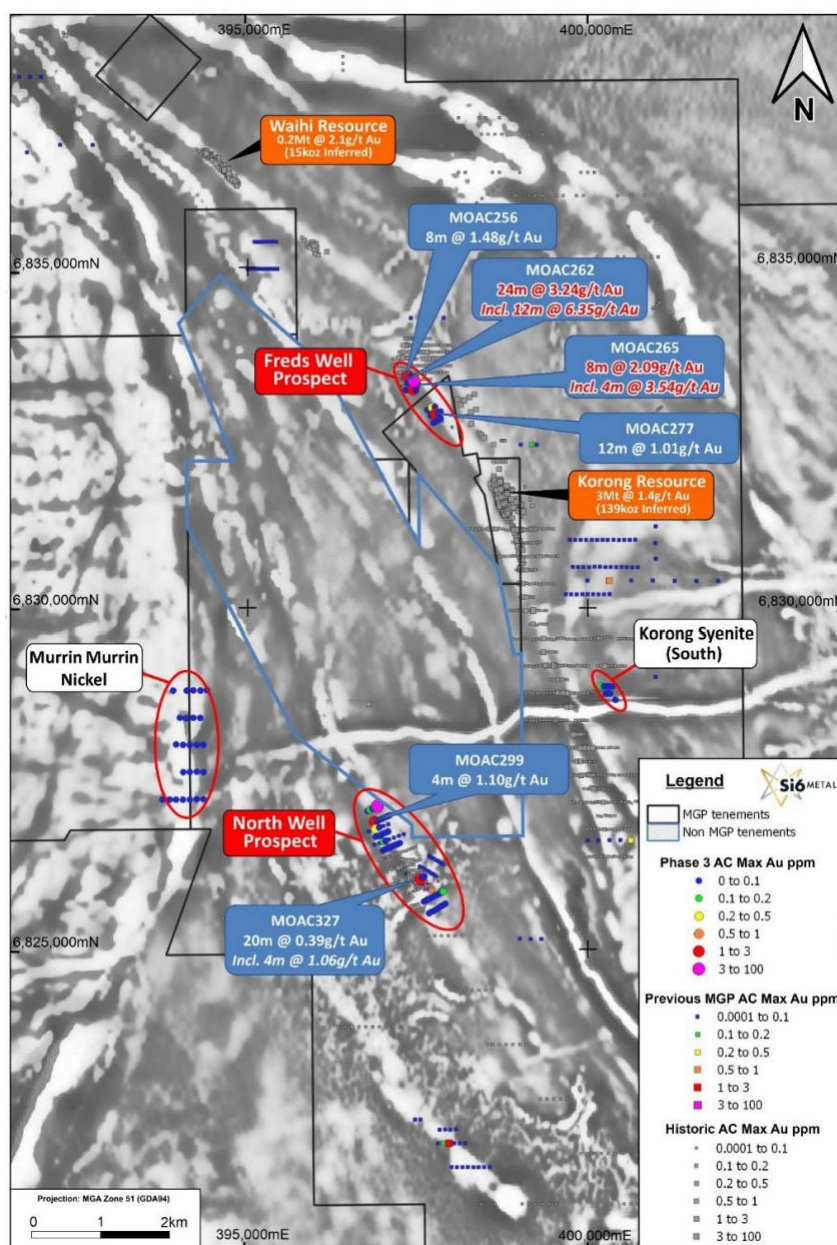 395,000mE
400,000mE
N
Waihi Resource
0.2Mt @ 2.1g/t Au
(15koz Inferred)
MOAC256
8m @ 1.48g/t Au
6,835,000mN
6,835,000mN
MOAC262
24m @ 3.24g/t Au
Incl. 12m @ 6.35g/t Au
Freds Well
Prospect
MOAC265
8m @ 2.09g/t Au
Incl. 4m @ 3.54g/t Au
MOAC277
12m @ 1.01g/t Au
Korong Resource
3Mt @ 1.4g/t Au
(139koz Inferred)
6,830,000mN
6,830,000mN
Murrin Murrin
Nickel
Korong Syenite
(South)
MOAC299
4m @ 1.10g/t Au
North Well
Prospect
MOAC327
20m @ 0.39g/t Au
Incl. 4m @ 1.06g/t Au
6,825,000mN
Legend
Si6 METALS
MGP tenements
Non MGP tenements
Phase 3 AC Max Au ppm
0 to 0.1
0.1 to 0.2
0.2 to 0.5
0.5 to 1
1 to 3
3 to 100
Previous MGP AC Max Au ppm
0.0001 to 0.1
0.1 to 0.2
0.2 to 0.5
0.5 to 1
1 to 3
3 to 100
Historic AC Max Au ppm
0.0001 to 0.1
0.1 to 0.2
0.2 to 0.5
0.5 to 1
1 to 3
3 to 100
Projection: MGA Zone 51 (GDA94)
0 1 2km
395,000mE
400,000mE